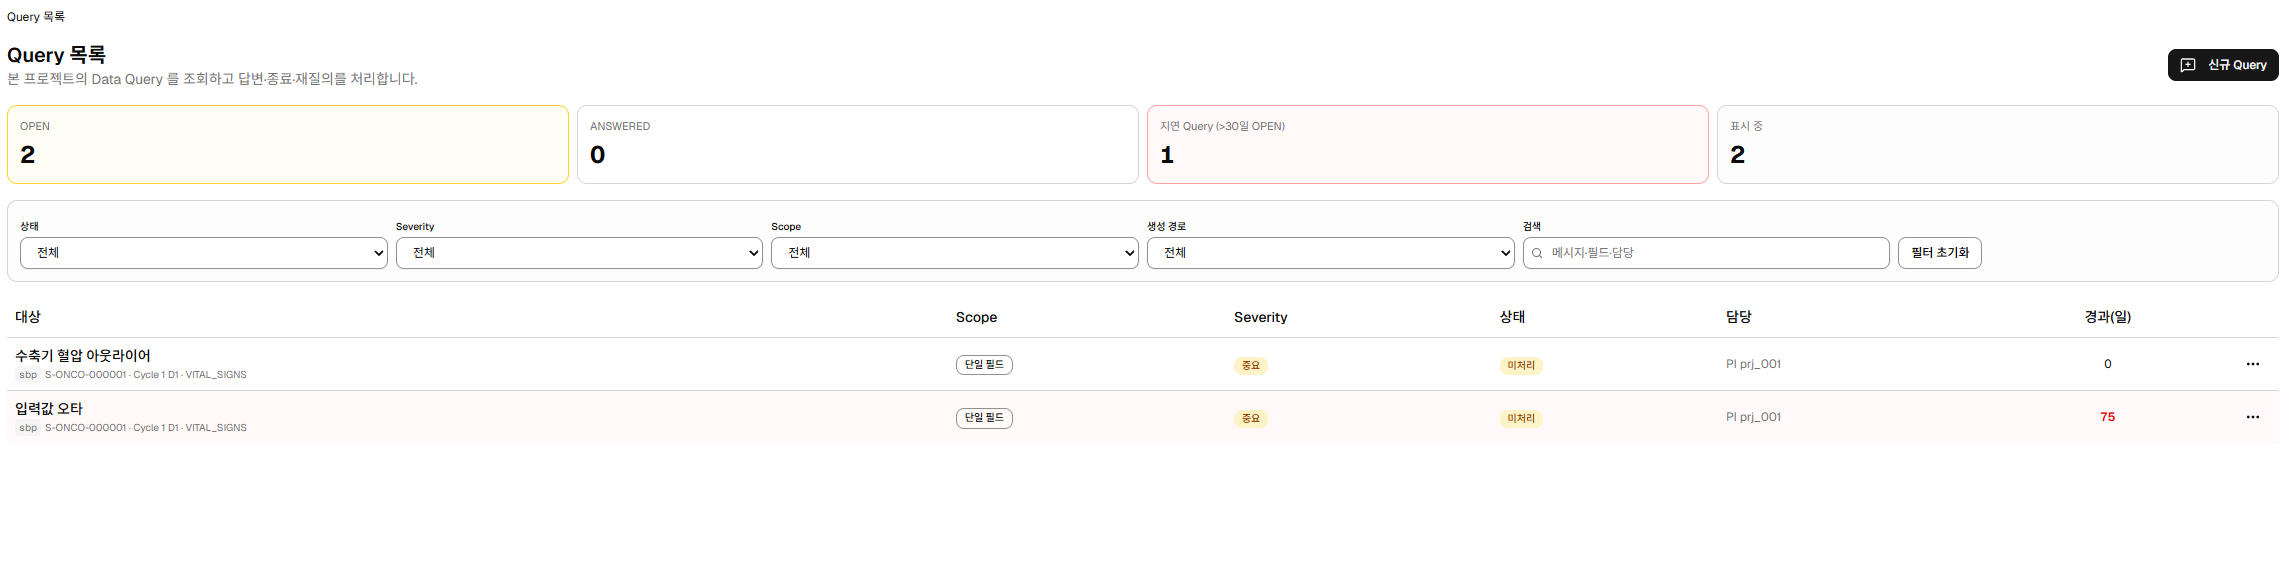 Query 목록
Query 목록
본 프로젝트의 Data Query 를 조회하고 답변·종료·재질의를 처리합니다.
신규 Query
OPEN
2
ANSWERED
0
지연 Query (>30일 OPEN)
1
표시 중
2
상태
전체
Severity
전체
Scope
전체
생성 경로
전체
검색
메시지·필드·담당
필터 초기화
대상 Scope Severity 상태 담당 경과(일)
수축기 혈압 아웃라이어
sbp S-ONCO-000001 · Cycle 1 D1 · VITAL_SIGNS
단일 필드 중요 미처리 PI prj_001 0
입력값 오타
sbp S-ONCO-000001 · Cycle 1 D1 · VITAL_SIGNS
단일 필드 중요 미처리 PI prj_001 75